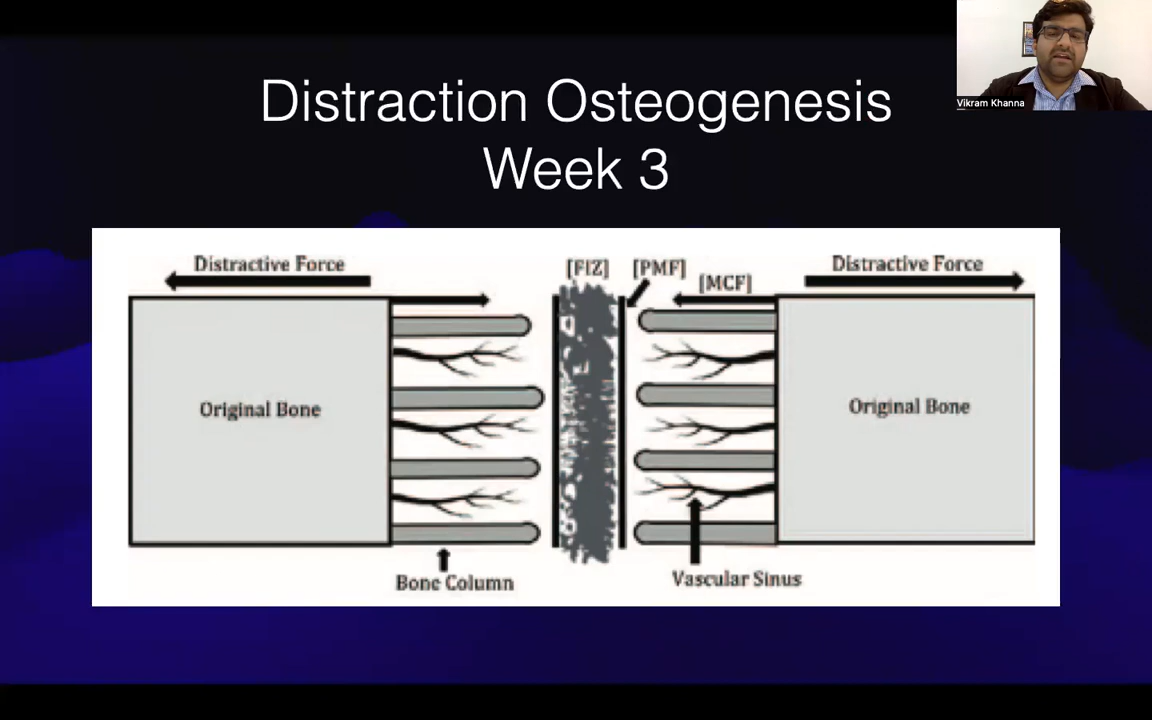 Distraction Osteogenesis
Week 3
Vikram Khanna
Distractive Force
[FIZ]
[PMF]
[MCF]
Distractive Force
Original Bone
Original Bone
Bone Column
Vascular Sinus